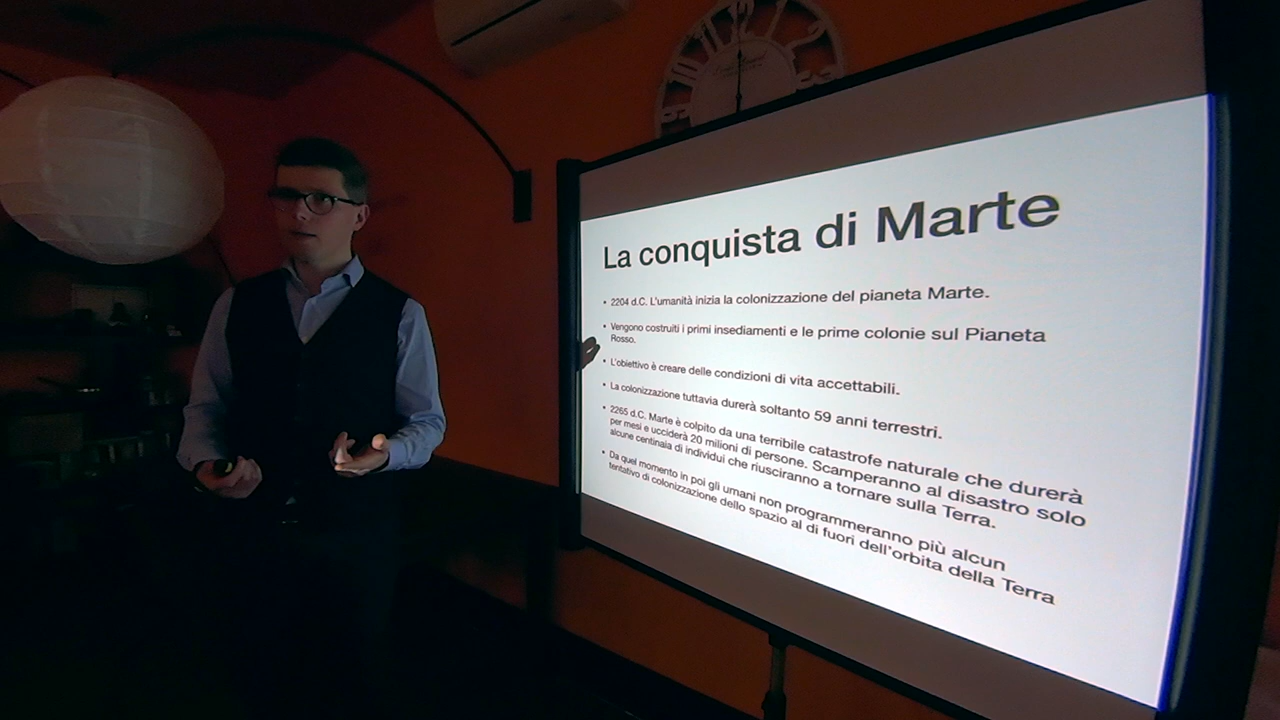 La conquista di Marte
• 2204 d.C. L'umanità inizia la colonizzazione del pianeta Marte.
• Vengono costruiti i primi insediamenti e le prime colonie sul Pianeta
Rosso.
• L'obiettivo è creare delle condizioni di vita accettabili.
• La colonizzazione tuttavia durerà soltanto 59 anni terrestri.
• 2265 d.C. Marte è colpito da una terribile catastrofe naturale che durerà
per mesi e ucciderà 20 milioni di persone. Scamperanno al disastro solo
alcune centinaia di individui che riusciranno a tornare sulla Terra.
• Da quel momento in poi gli umani non programmeranno più alcun
tentativo di colonizzazione dello spazio al di fuori dell'orbita della Terra